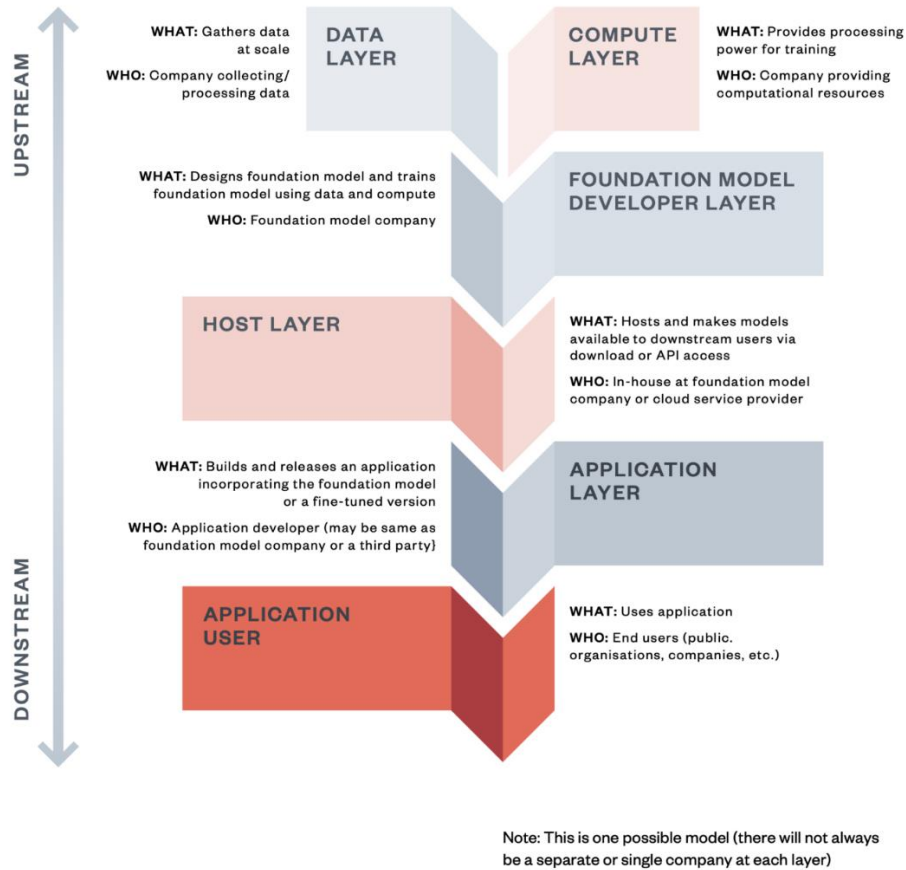 UPSTREAM
WHAT: Gathers data
at scale
WHO: Company collecting/
processing data
DATA
LAYER
COMPUTE
LAYER
WHAT: Provides processing
power for training
WHO: Company providing
computational resources
WHAT: Designs foundation model and trains
foundation model using data and compute
WHO: Foundation model company
FOUNDATION MODEL
DEVELOPER LAYER
HOST LAYER
WHAT: Hosts and makes models
available to downstream users via
download or API access
WHO: In-house at foundation model
company or cloud service provider
WHAT: Builds and releases an application
incorporating the foundation model
or a fine-tuned version
WHO: Application developer (may be same as
foundation model company or a third party}
APPLICATION
LAYER
DOWNSTREAM
APPLICATION
USER
WHAT: Uses application
WHO: End users (public.
organisations, companies, etc.)
Note: This is one possible model (there will not always
be a separate or single company at each layer)